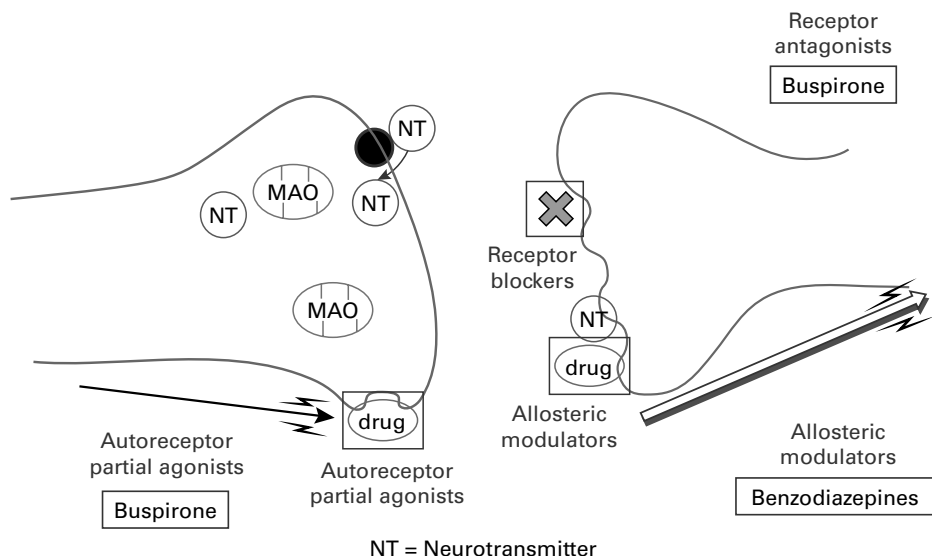 Receptor
antagonists
Buspirone
NT
MAO
NT
NT
Receptor
blockers
MAO
NT
drug
drug
Allosteric
modulators
Autoreceptor
partial agonists
Buspirone
Autoreceptor
partial agonists
Allosteric
modulators
Benzodiazepines
NT = Neurotransmitter